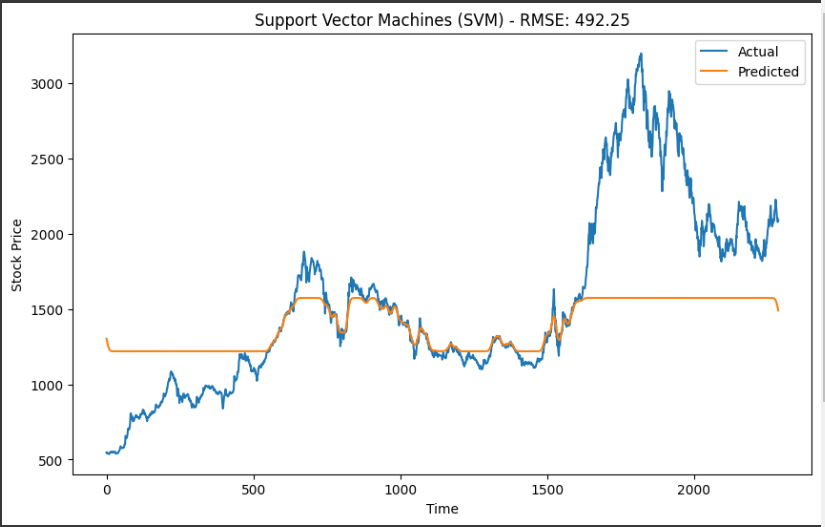 Support Vector Machines (SVM) - RMSE: 492.25
Actual
Predicted
3000
2500
2000
1500
1000
500
Stock Price
0 500 1000 1500 2000
Time